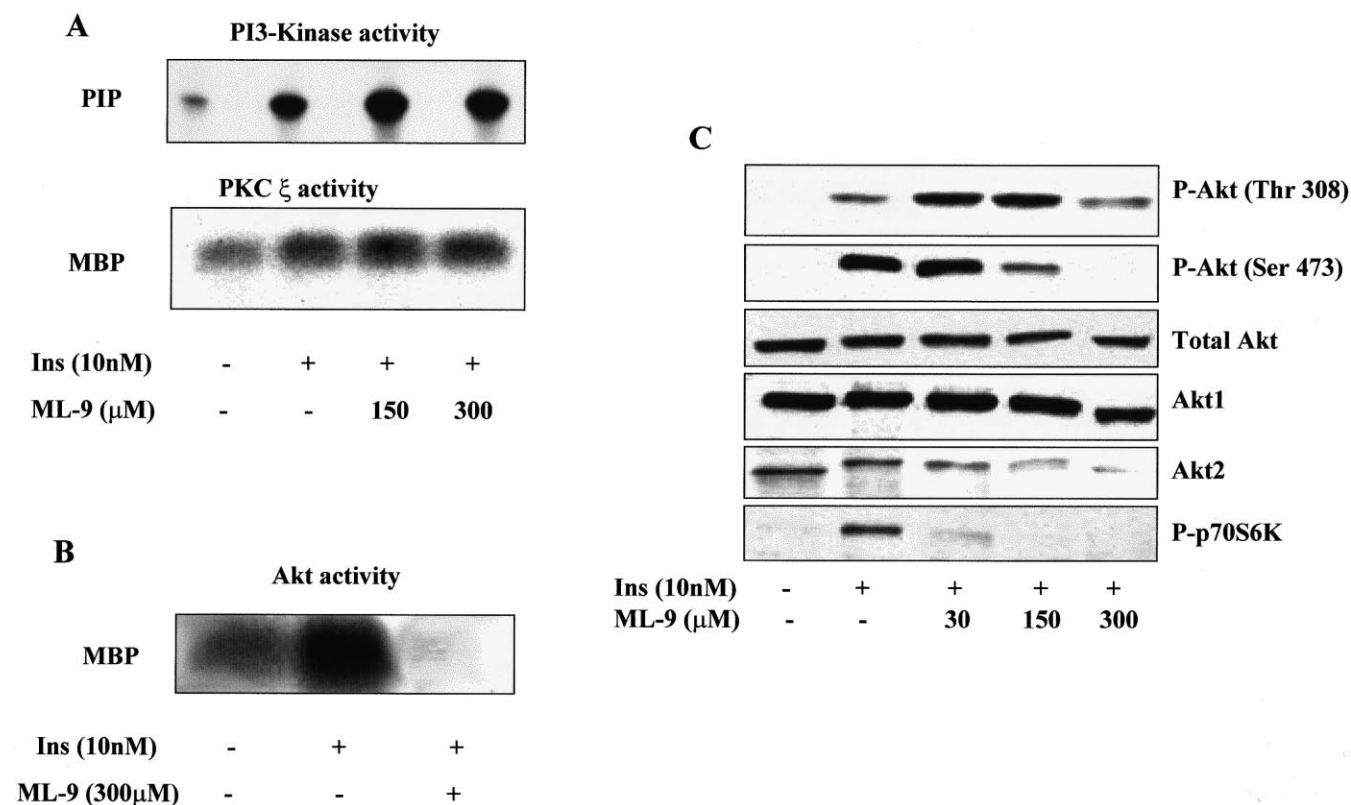 A
PI3-Kinase activity
PIP
PKC ξ activity
MBP
Ins (10nM) - + + +
ML-9 (µM) - - 150 300
B
Akt activity
MBP
Ins (10nM) - + +
ML-9 (300µM) - - +
C
P-Akt (Thr 308)
P-Akt (Ser 473)
Total Akt
Akt1
Akt2
P-p70S6K
Ins (10nM) - + + + +
ML-9 (µM) - - 30 150 300